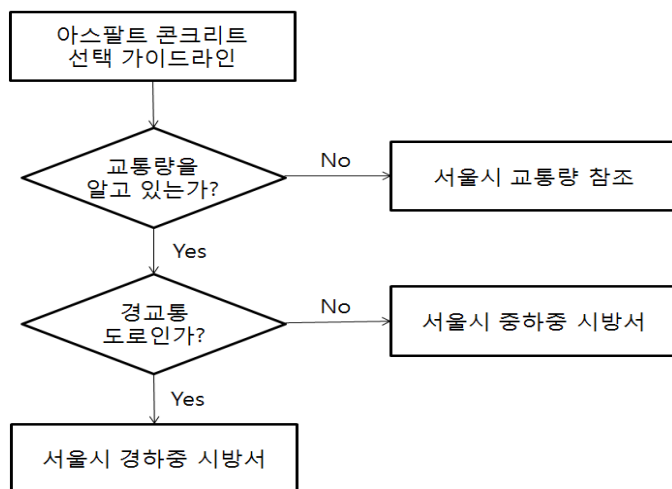 아스팔트 콘크리트
선택 가이드라인
교통량을
알고 있는가?
No
서울시 교통량 참조
Yes
경교통
도로인가?
No
서울시 중하중 시방서
Yes
서울시 경하중 시방서